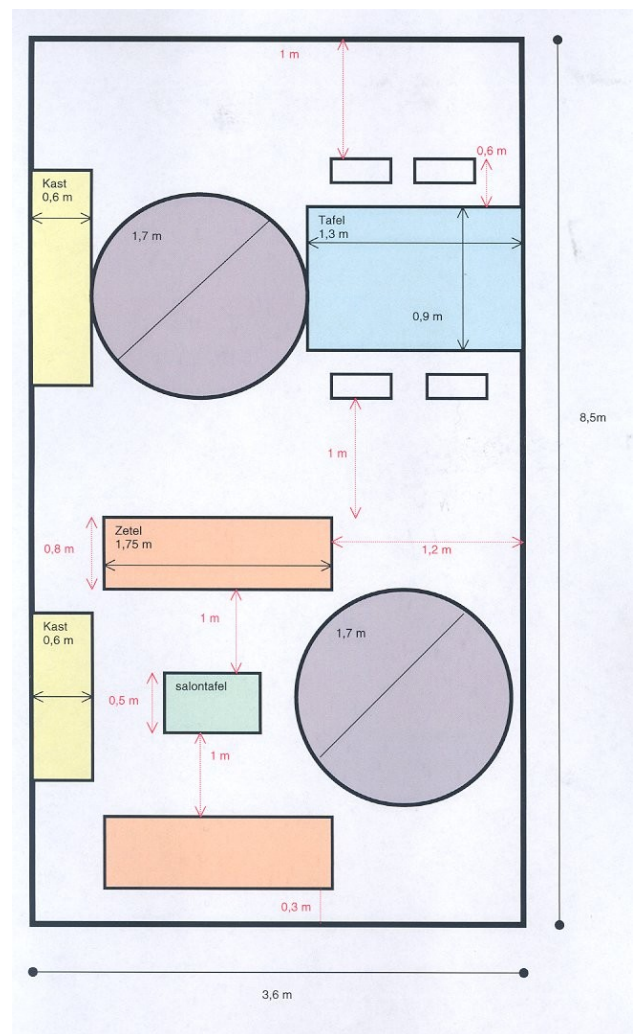 1 m
0,6 m
Kast
0,6 m
1,7 m
Tafel
1,3 m
0,9 m
8,5m
1 m
Zetel
1,75 m
0,8 m
1,2 m
1 m
Kast
0,6 m
1,7 m
salontafel
0,5 m
1 m
0,3 m
3,6 m